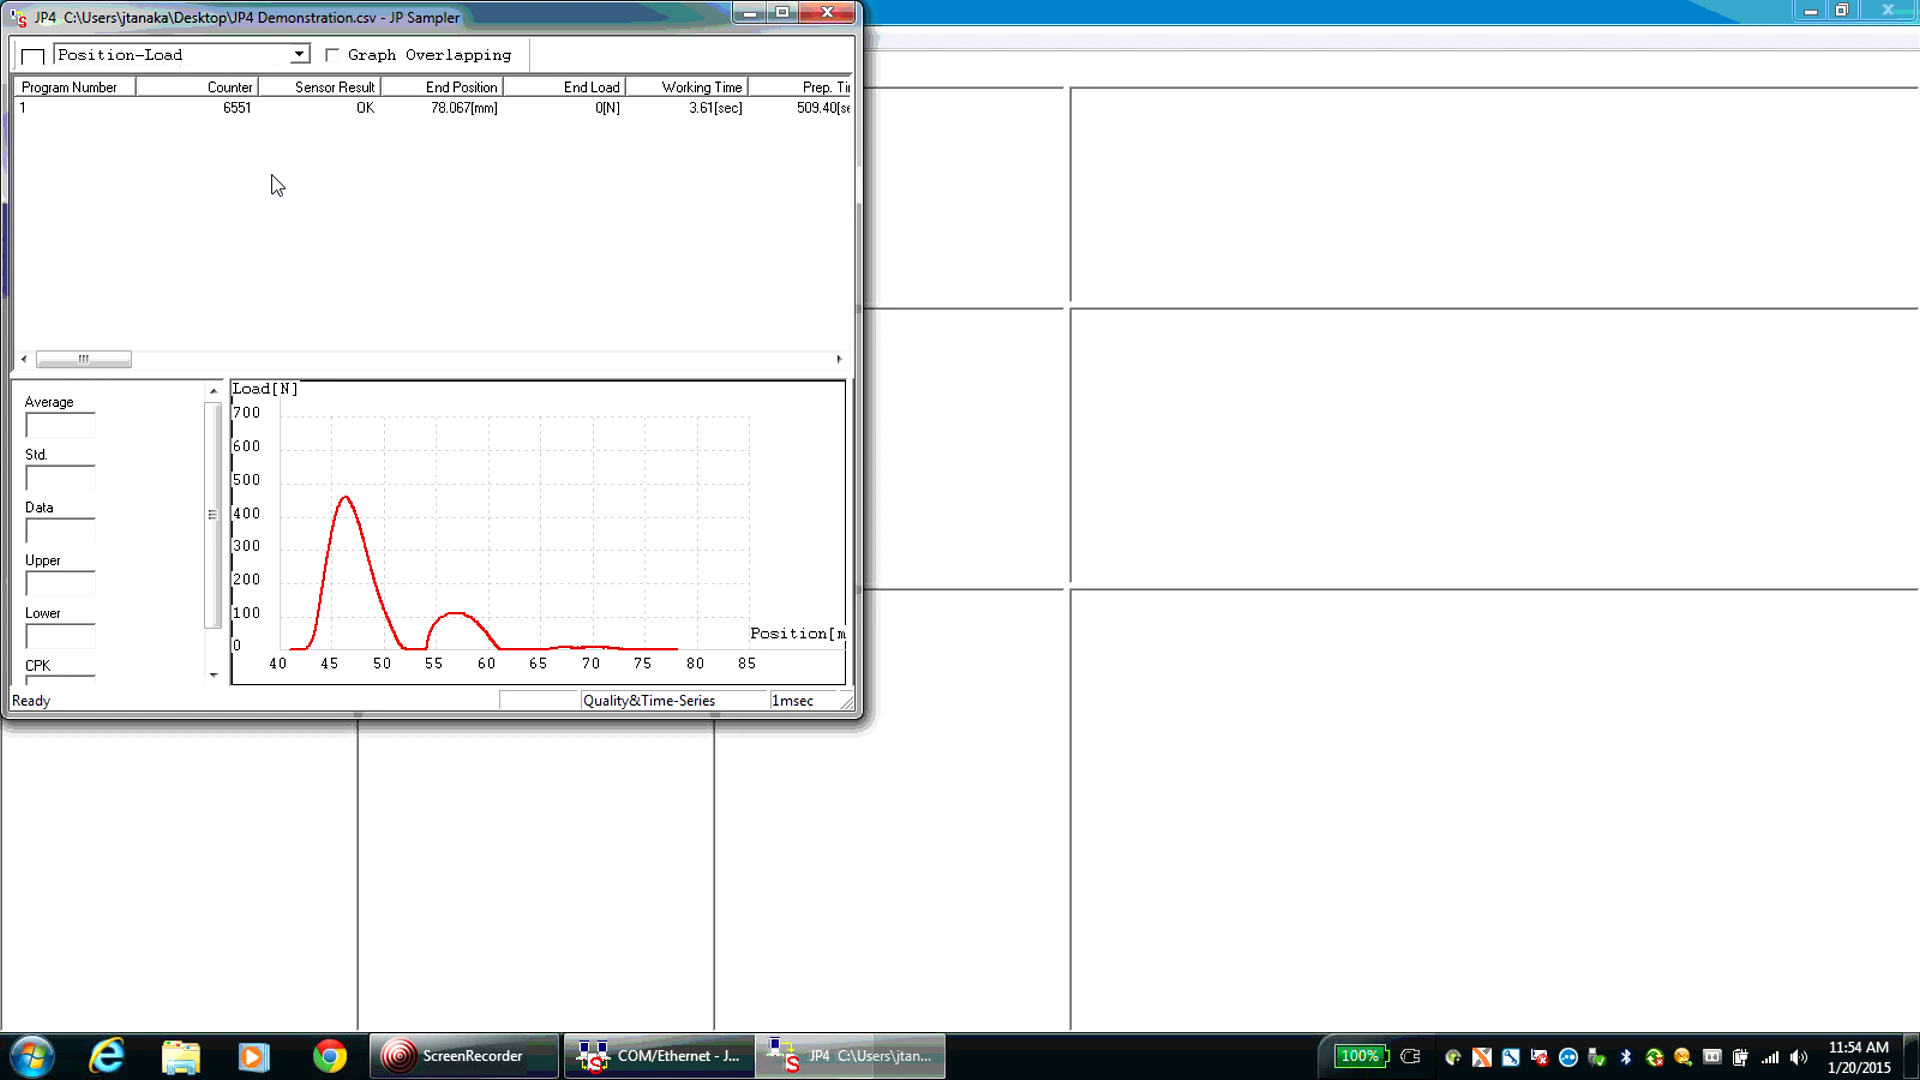 JP4 C:\Users\jtanaka\Desktop\JP4 Demonstration.csv - JP Sampler
Position-Load
Graph Overlapping
Program Number Counter Sensor Result End Position End Load Working Time Prep. Ti
1 6551 OK 78.067[mm] 0[N] 3.61[sec] 509.40[se
Average
Std.
Data
Upper
Lower
CPK
Load[N]
700
600
500
400
300
200
100
0
Position[m
40 45 50 55 60 65 70 75 80 85
Ready
Quality&Time-Series
1msec
ScreenRecorder
COM/Ethernet - J...
JP4 C:\Users\jtan...
100%
11:54 AM
1/20/2015